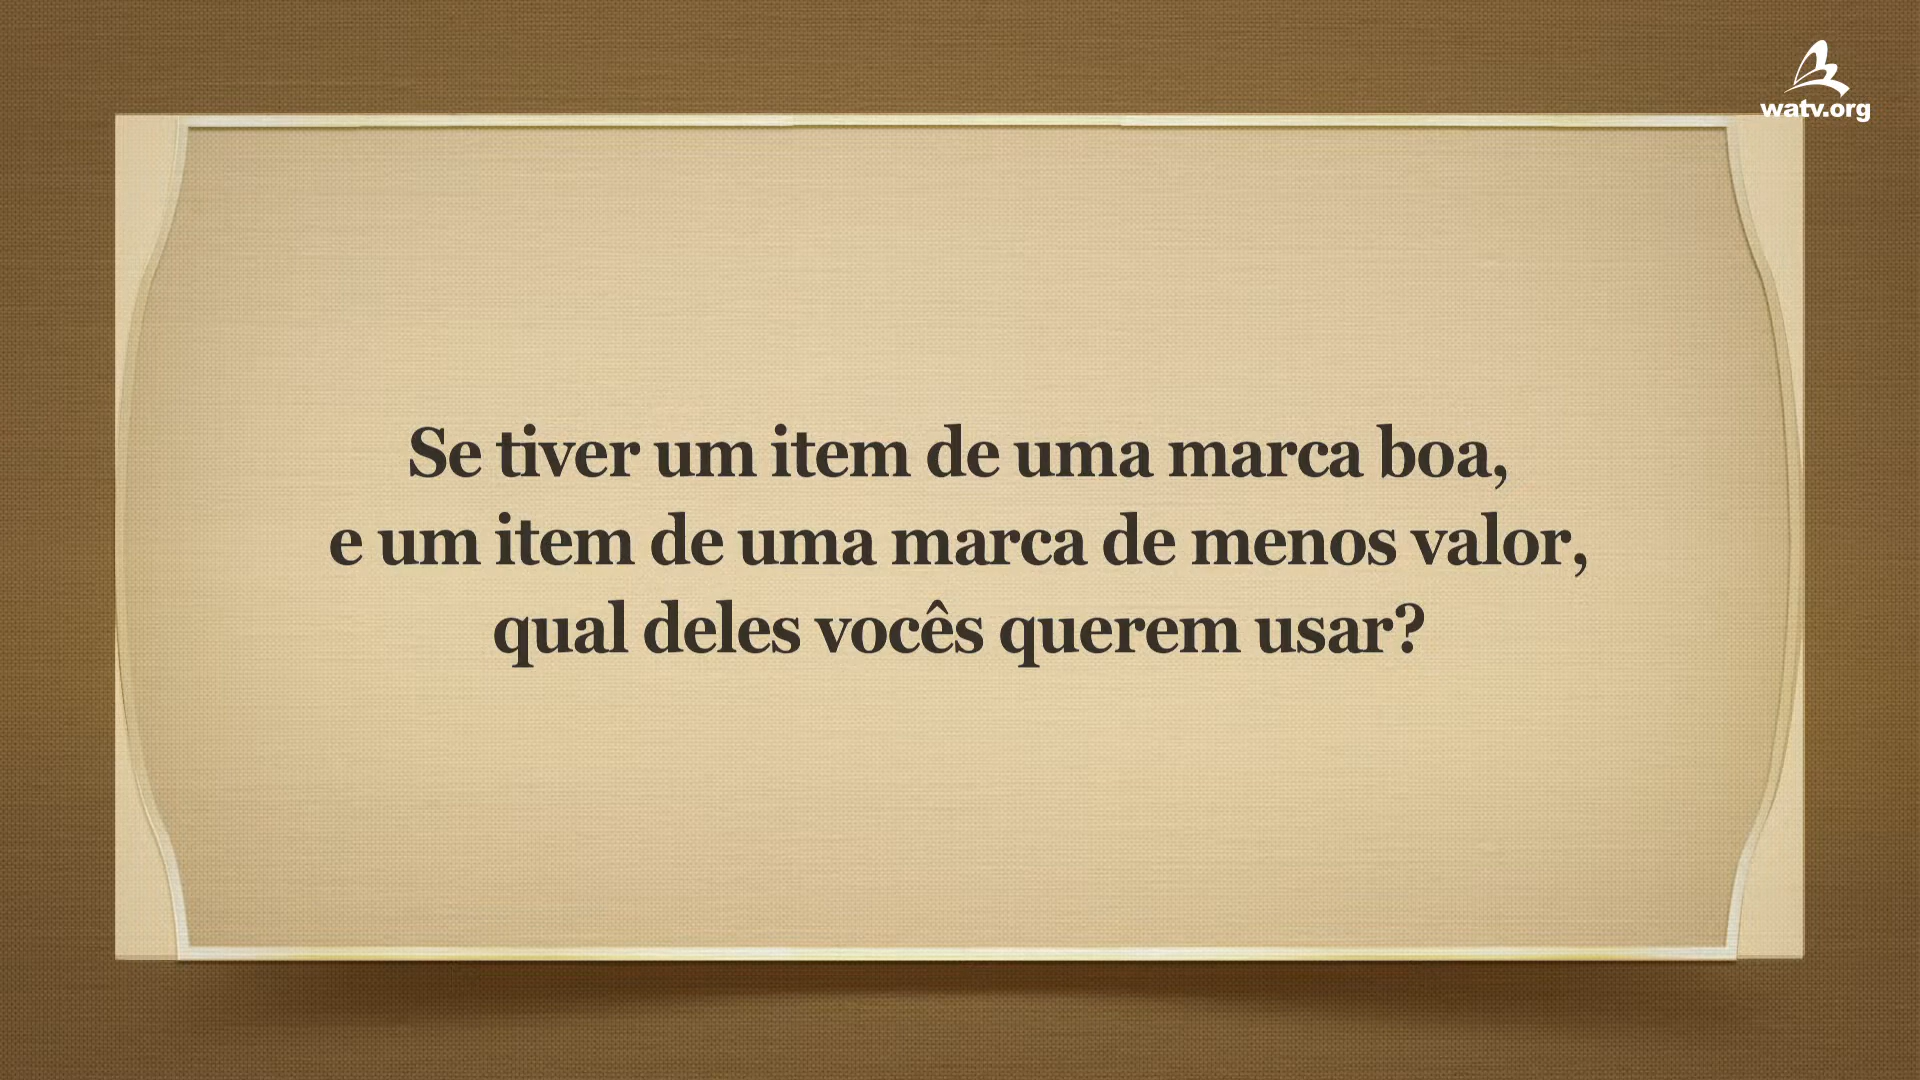 watv.org
Se tiver um item de uma marca boa,
e um item de uma marca de menos valor,
qual deles vocês querem usar?